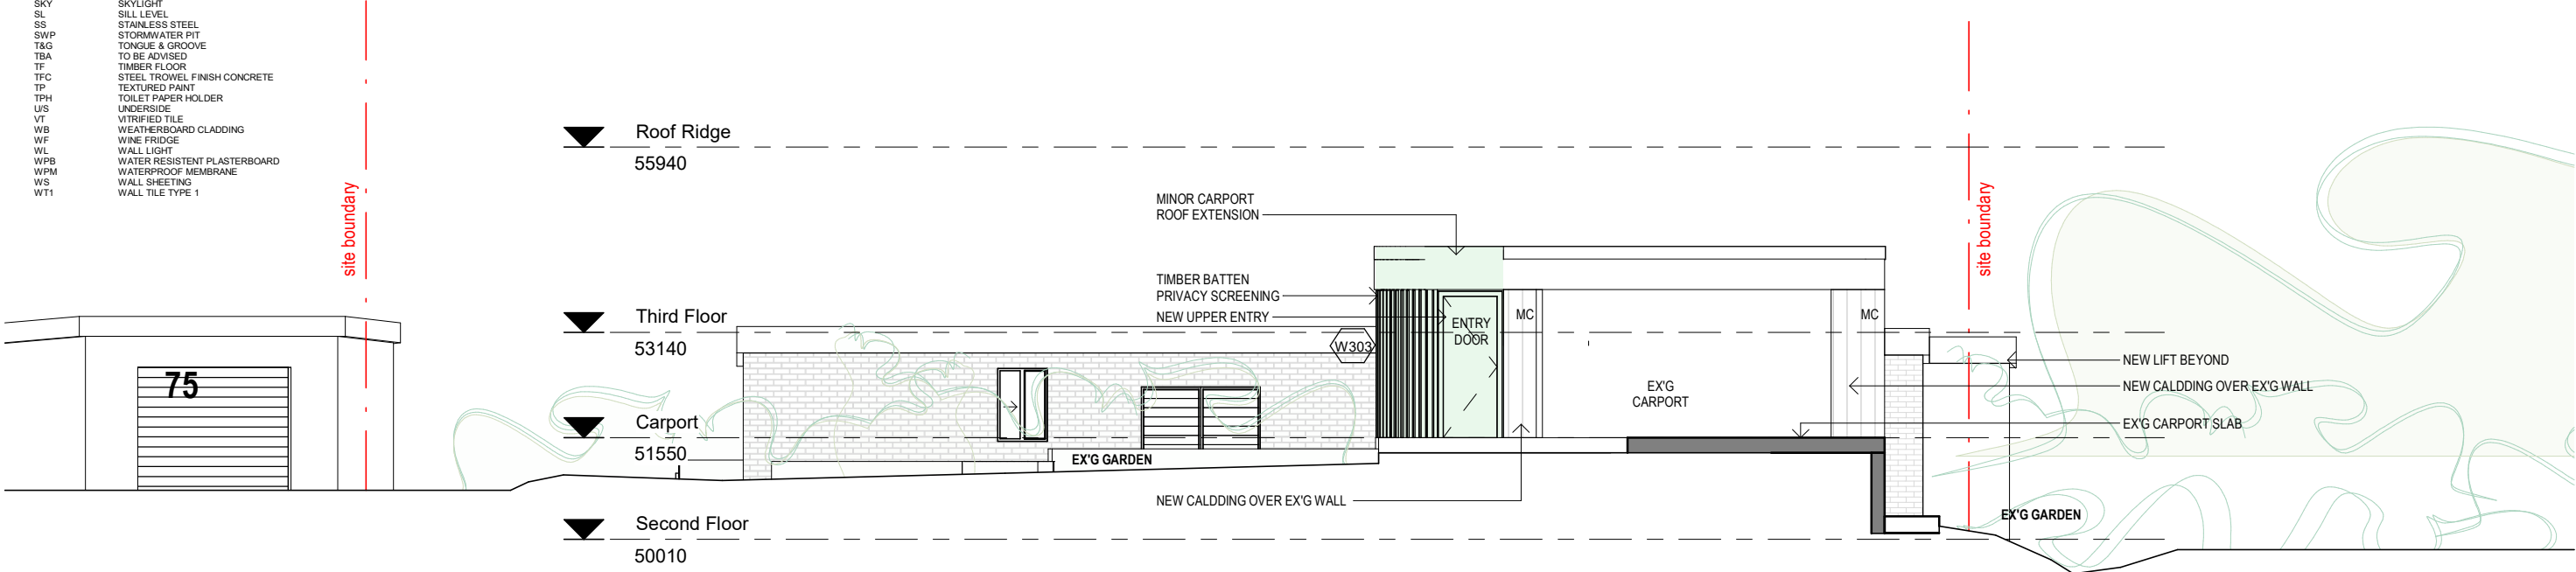 SKY SKYLIGHT
SL SILL LEVEL
SS STAINLESS STEEL
SWP STORMWATER PIT
T&G TONGUE & GROOVE
TBA TO BE ADVISED
TF TIMBER FLOOR
TFC STEEL TROWEL FINISH CONCRETE
TP TEXTURED PAINT
TPH TOILET PAPER HOLDER
U/S UNDERSIDE
VT VITRIFIED TILE
WB WEATHERBOARD CLADDING
WF WINE FRIDGE
WL WALL LIGHT
WPB WATER RESISTENT PLASTERBOARD
WPM WATERPROOF MEMBRANE
WS WALL SHEETING
WT1 WALL TILE TYPE 1
site boundary
Roof Ridge
55940
MINOR CARPORT
ROOF EXTENSION
site boundary
TIMBER BATTEN
PRIVACY SCREENING
NEW UPPER ENTRY
Third Floor
53140
W303
ENTRY
DOOR
MC
MC
75
EX'G
CARPORT
NEW LIFT BEYOND
NEW CALDDING OVER EX'G WALL
EX'G CARPORT SLAB
Carport
51550
EX'G GARDEN
NEW CALDDING OVER EX'G WALL
EX'G GARDEN
Second Floor
50010